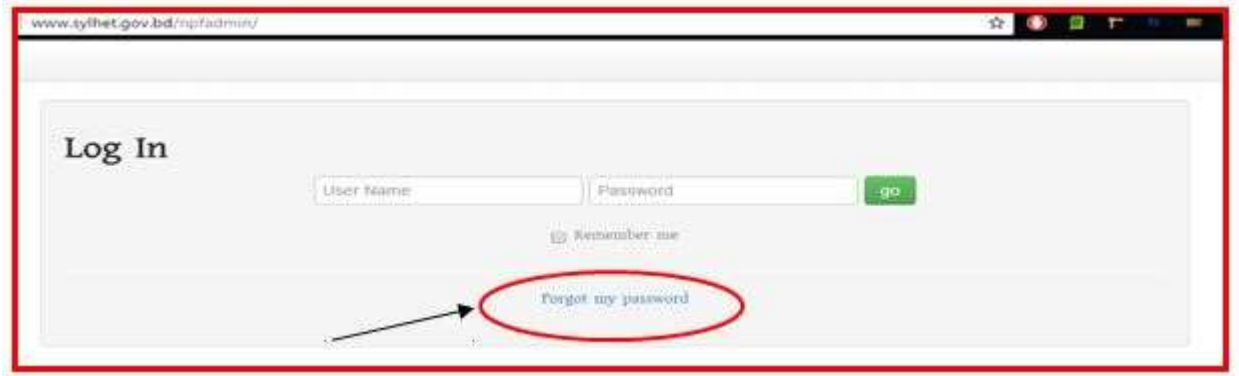 www.sylhet.gov.bd/npfadmin/
Log In
User Name
Password
go
Remember me
Forgot my password